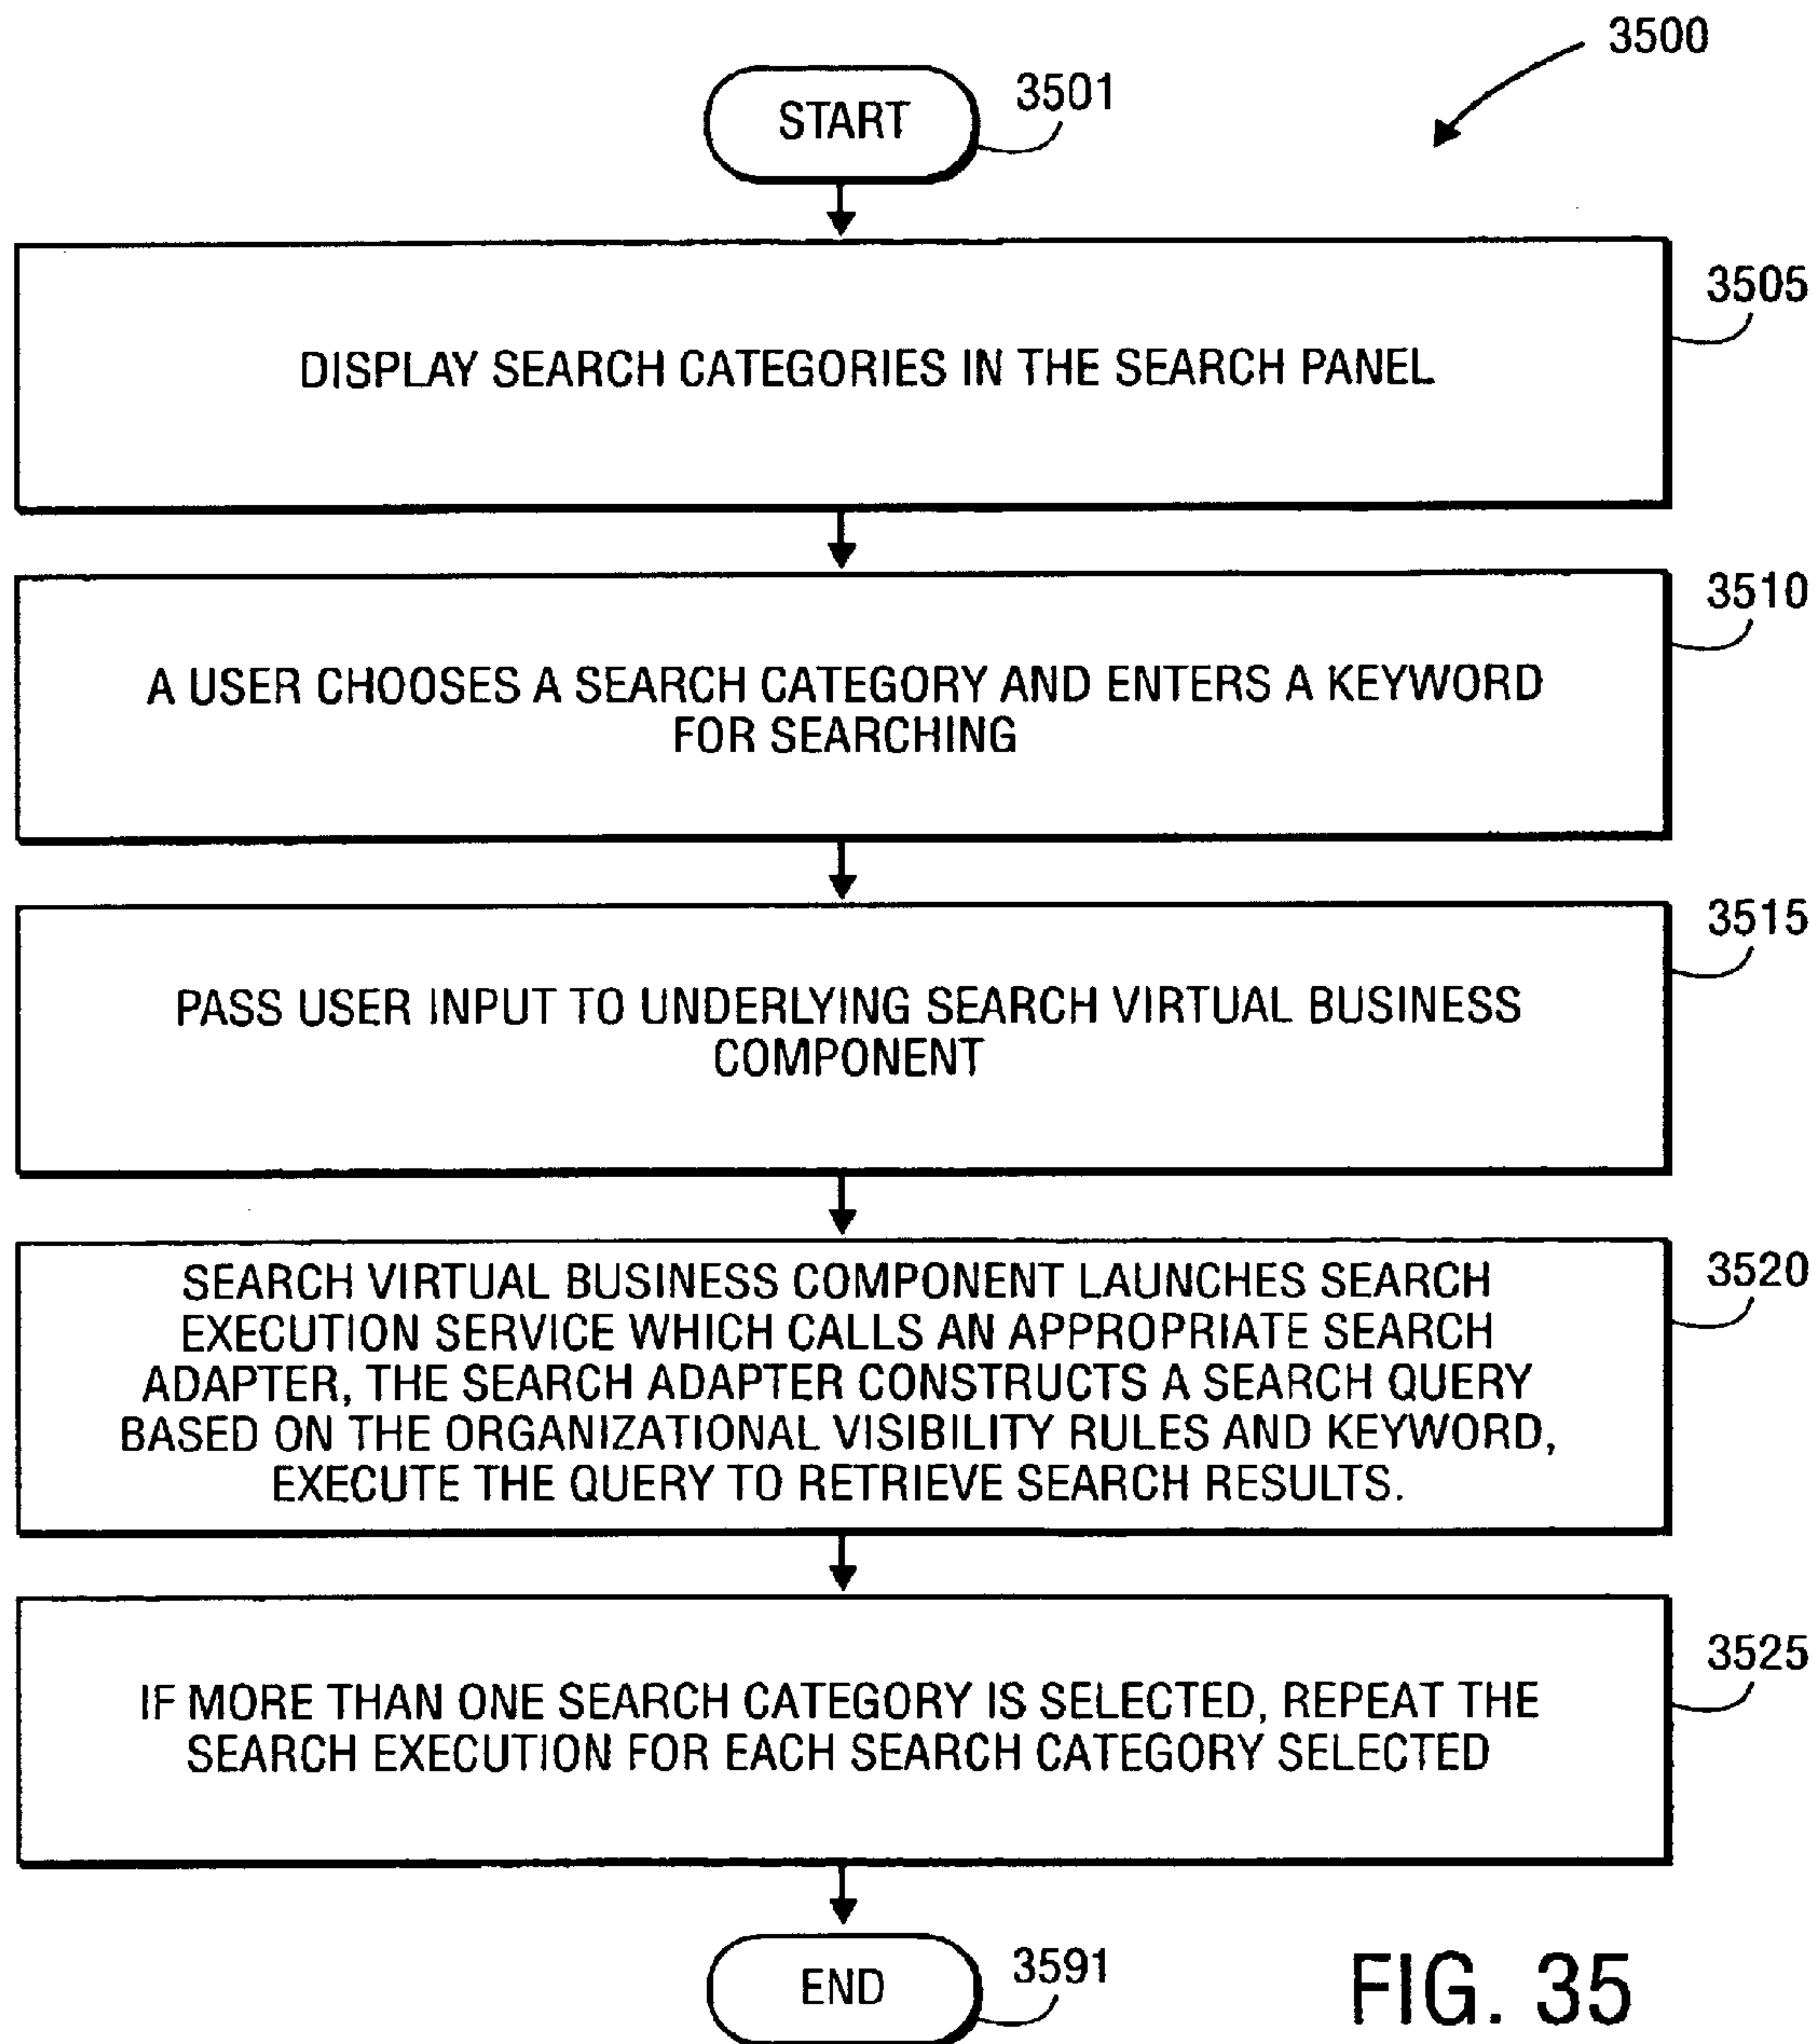 3500
START
3501
3505
DISPLAY SEARCH CATEGORIES IN THE SEARCH PANEL
3510
A USER CHOOSES A SEARCH CATEGORY AND ENTERS A KEYWORD
FOR SEARCHING
3515
PASS USER INPUT TO UNDERLYING SEARCH VIRTUAL BUSINESS
COMPONENT
3520
SEARCH VIRTUAL BUSINESS COMPONENT LAUNCHES SEARCH
EXECUTION SERVICE WHICH CALLS AN APPROPRIATE SEARCH
ADAPTER, THE SEARCH ADAPTER CONSTRUCTS A SEARCH QUERY
BASED ON THE ORGANIZATIONAL VISIBILITY RULES AND KEYWORD,
EXECUTE THE QUERY TO RETRIEVE SEARCH RESULTS.
3525
IF MORE THAN ONE SEARCH CATEGORY IS SELECTED, REPEAT THE
SEARCH EXECUTION FOR EACH SEARCH CATEGORY SELECTED
END
3591
FIG. 35